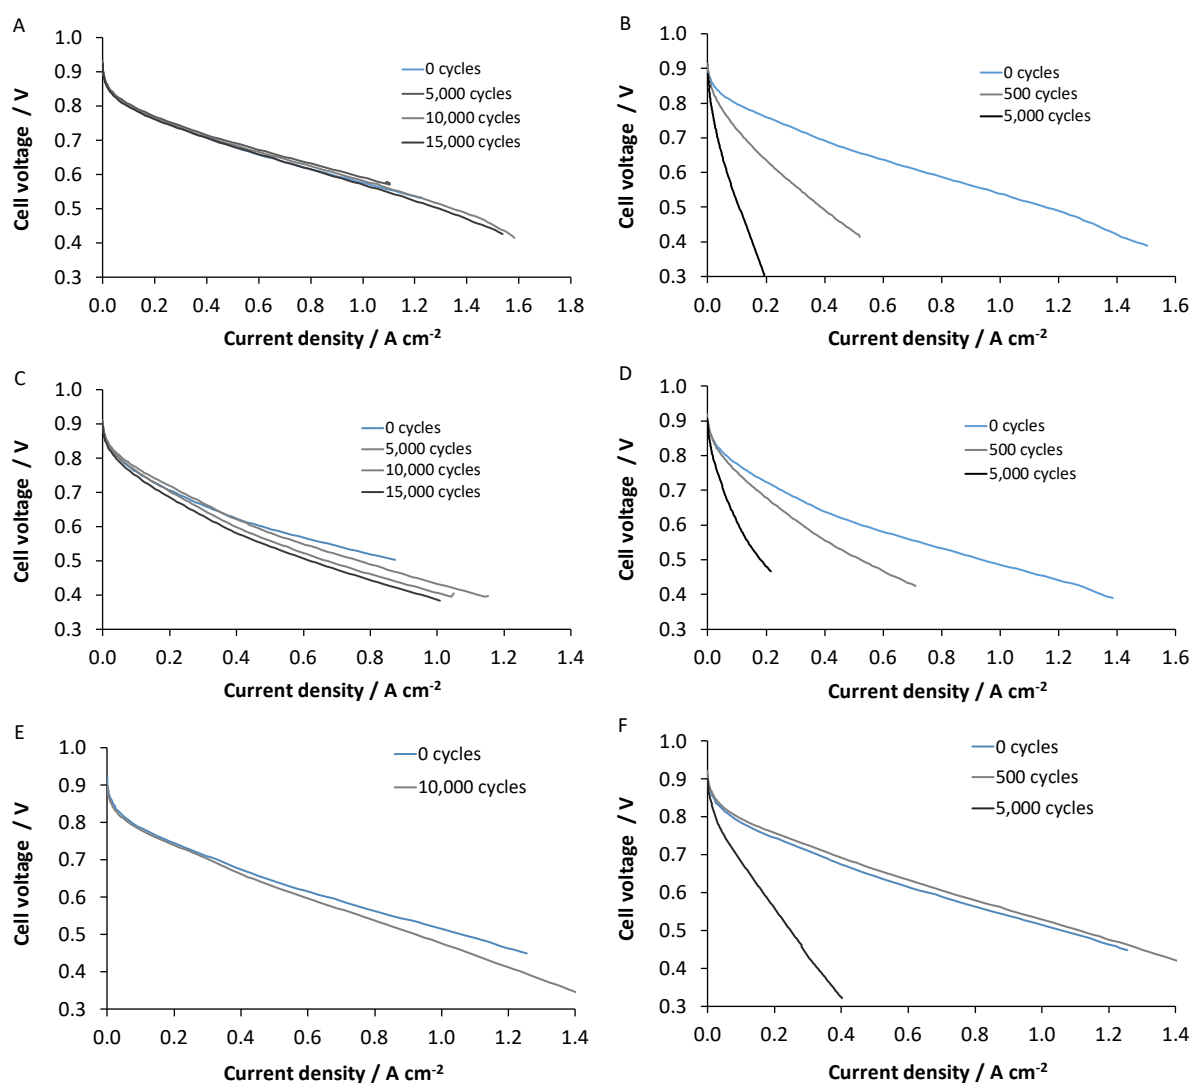 A
Cell voltage / V
1.0
0.9
0.8
0.7
0.6
0.5
0.4
0.3
0 cycles
5,000 cycles
10,000 cycles
15,000 cycles
0.0 0.2 0.4 0.6 0.8 1.0 1.2 1.4 1.6 1.8
Current density / A cm-2
B
Cell voltage / V
1.0
0.9
0.8
0.7
0.6
0.5
0.4
0.3
0 cycles
500 cycles
5,000 cycles
0.0 0.2 0.4 0.6 0.8 1.0 1.2 1.4 1.6
Current density / A cm-2
C
Cell voltage / V
1.0
0.9
0.8
0.7
0.6
0.5
0.4
0.3
0 cycles
5,000 cycles
10,000 cycles
15,000 cycles
0.0 0.2 0.4 0.6 0.8 1.0 1.2 1.4
Current density / A cm-2
D
Cell voltage / V
1.0
0.9
0.8
0.7
0.6
0.5
0.4
0.3
0 cycles
500 cycles
5,000 cycles
0.0 0.2 0.4 0.6 0.8 1.0 1.2 1.4 1.6
Current density / A cm-2
E
Cell voltage / V
1.0
0.9
0.8
0.7
0.6
0.5
0.4
0.3
0 cycles
10,000 cycles
0.0 0.2 0.4 0.6 0.8 1.0 1.2 1.4
Current density / A cm-2
F
Cell voltage / V
1.0
0.9
0.8
0.7
0.6
0.5
0.4
0.3
0 cycles
500 cycles
5,000 cycles
0.0 0.2 0.4 0.6 0.8 1.0 1.2 1.4
Current density / A cm-2